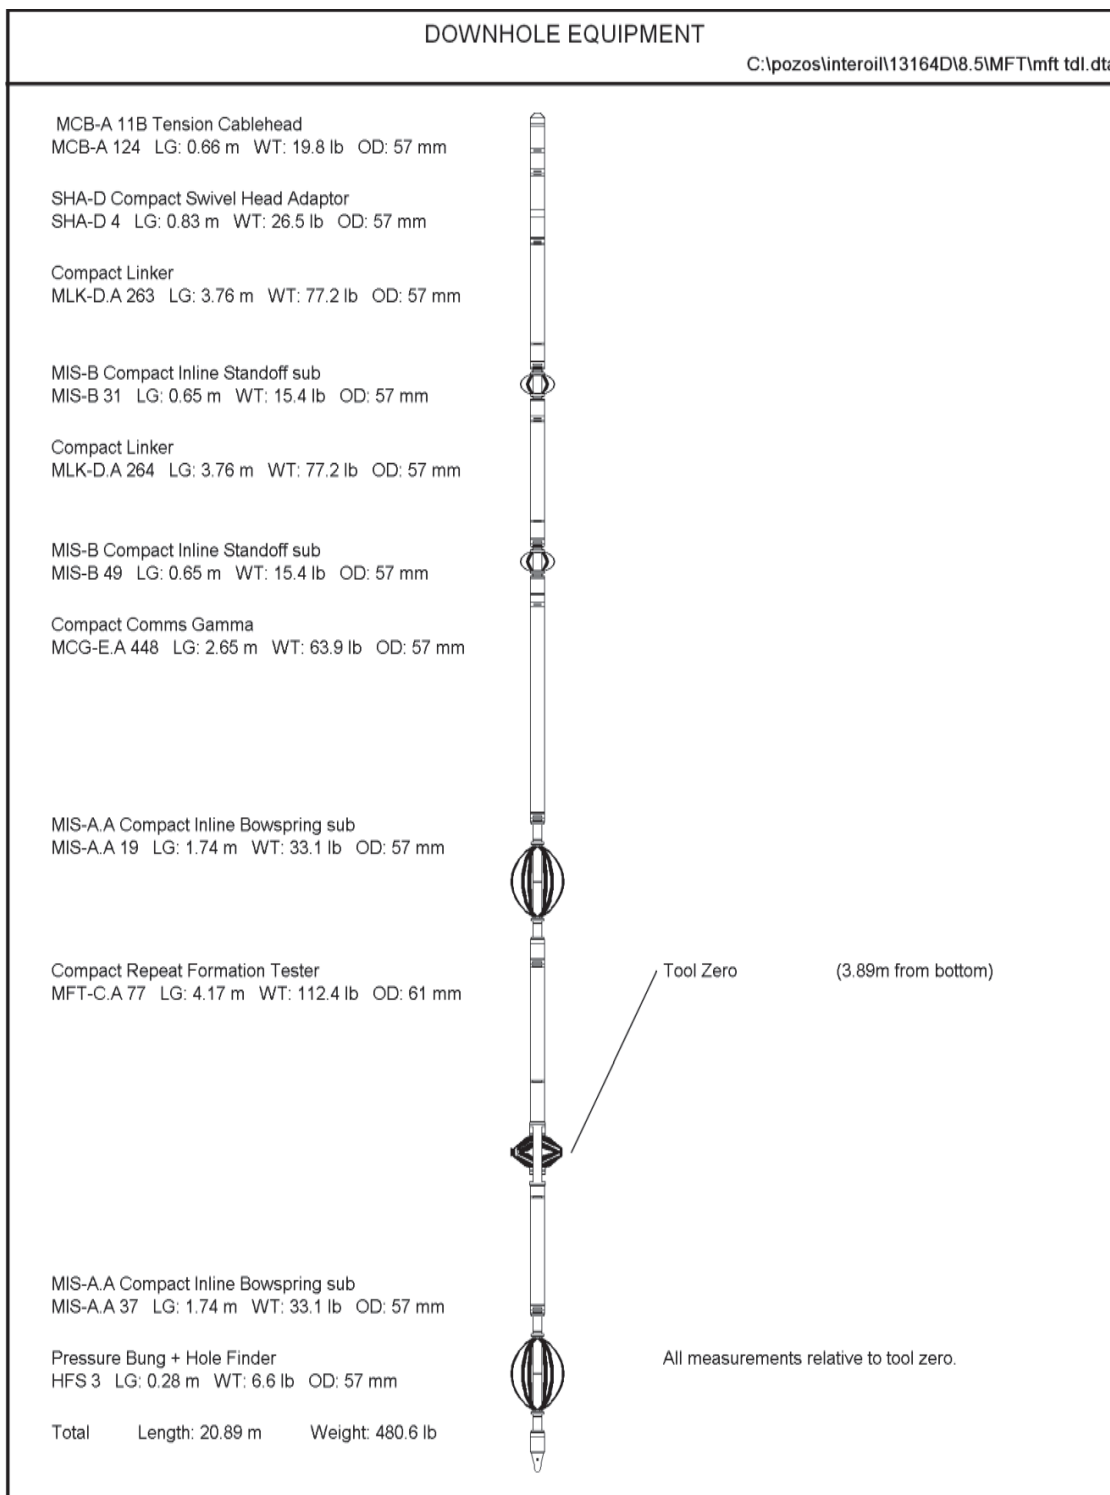 DOWNHOLE EQUIPMENT
C:\pozos\interoil\13164D\8.5\MFT\mft tdl.dta
MCB-A 11B Tension Cablehead
MCB-A 124 LG: 0.66 m WT: 19.8 lb OD: 57 mm
SHA-D Compact Swivel Head Adaptor
SHA-D 4 LG: 0.83 m WT: 26.5 lb OD: 57 mm
Compact Linker
MLK-D.A 263 LG: 3.76 m WT: 77.2 lb OD: 57 mm
MIS-B Compact Inline Standoff sub
MIS-B 31 LG: 0.65 m WT: 15.4 lb OD: 57 mm
Compact Linker
MLK-D.A 264 LG: 3.76 m WT: 77.2 lb OD: 57 mm
MIS-B Compact Inline Standoff sub
MIS-B 49 LG: 0.65 m WT: 15.4 lb OD: 57 mm
Compact Comms Gamma
MCG-E.A 448 LG: 2.65 m WT: 63.9 lb OD: 57 mm
MIS-A.A Compact Inline Bowspring sub
MIS-A.A 19 LG: 1.74 m WT: 33.1 lb OD: 57 mm
Compact Repeat Formation Tester
MFT-C.A 77 LG: 4.17 m WT: 112.4 lb OD: 61 mm
Tool Zero (3.89m from bottom)
MIS-A.A Compact Inline Bowspring sub
MIS-A.A 37 LG: 1.74 m WT: 33.1 lb OD: 57 mm
Pressure Bung + Hole Finder
HFS 3 LG: 0.28 m WT: 6.6 lb OD: 57 mm
All measurements relative to tool zero.
Total Length: 20.89 m Weight: 480.6 lb